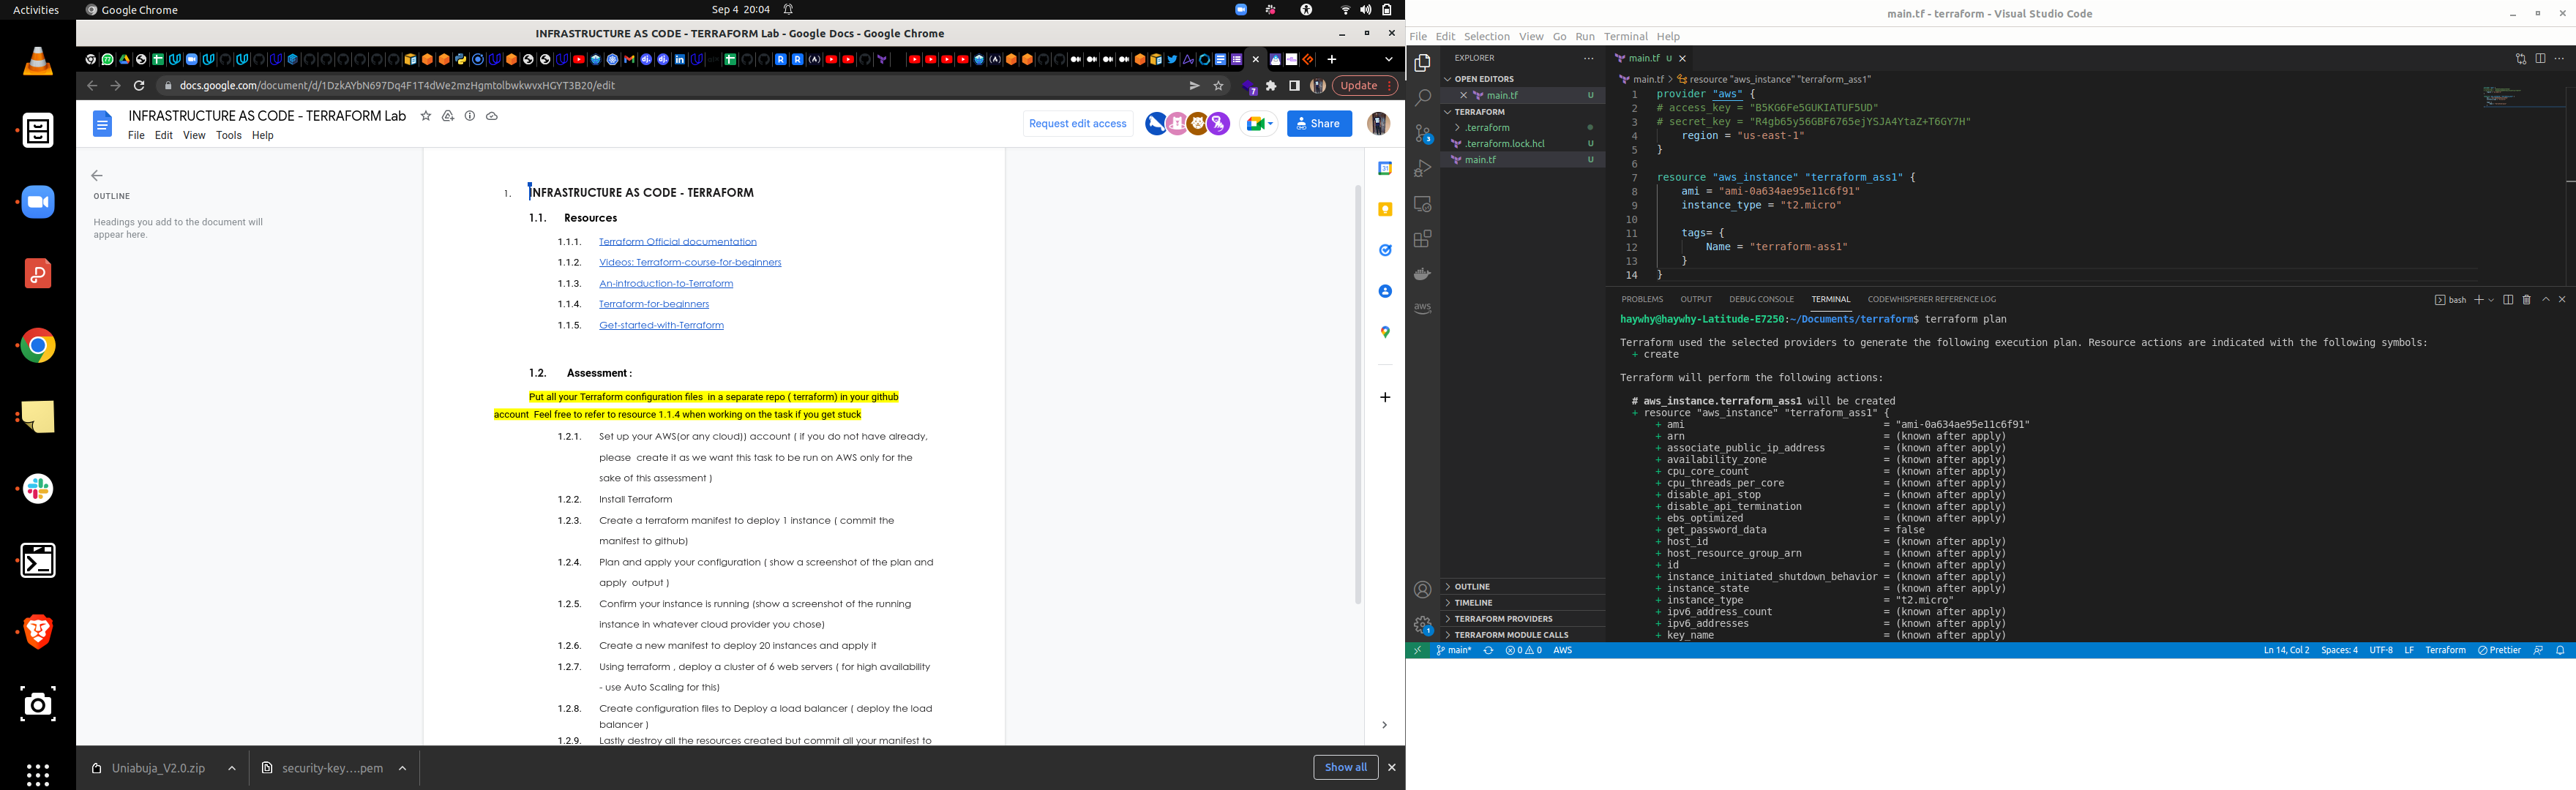 Activities
Google Chrome
Sep 4 20:04
INFRASTRUCTURE AS CODE - TERRAFORM Lab - Google Docs - Google Chrome
docs.google.com/document/d/1DzkAYbN697Dq4F1T4dWe2mzHgmtolbwkwvxHGYT3B20/edit
Update
INFRASTRUCTURE AS CODE - TERRAFORM Lab
File Edit View Tools Help
Request edit access
Share
OUTLINE
Headings you add to the document will
appear here.
1. INFRASTRUCTURE AS CODE - TERRAFORM
1.1. Resources
1.1.1. Terraform Official documentation
1.1.2. Videos: Terraform-course-for-beginners
1.1.3. An-introduction-to-Terraform
1.1.4. Terraform-for-beginners
1.1.5. Get-started-with-Terraform
1.2. Assessment :
Put all your Terraform configuration files in a separate repo ( terraform) in your github
account Feel free to refer to resource 1.1.4 when working on the task if you get stuck
1.2.1. Set up your AWS(or any cloud)) account ( if you do not have already,
please create it as we want this task to be run on AWS only for the
sake of this assessment )
1.2.2. Install Terraform
1.2.3. Create a terraform manifest to deploy 1 instance ( commit the
manifest to github)
1.2.4. Plan and apply your configuration ( show a screenshot of the plan and
apply output )
1.2.5. Confirm your instance is running (show a screenshot of the running
instance in whatever cloud provider you chose)
1.2.6. Create a new manifest to deploy 20 instances and apply it
1.2.7. Using terraform , deploy a cluster of 6 web servers ( for high availability
- use Auto Scaling for this)
1.2.8. Create configuration files to Deploy a load balancer ( deploy the load
balancer )
1.2.9. Lastly destroy all the resources created but commit all your manifest to
Uniabuja_V2.0.zip
security-key....pem
Show all
main.tf - terraform - Visual Studio Code
File Edit Selection View Go Run Terminal Help
EXPLORER
OPEN EDITORS
main.tf U
TERRAFORM
.terraform
.terraform.lock.hcl U
main.tf U
OUTLINE
TIMELINE
TERRAFORM PROVIDERS
TERRAFORM MODULE CALLS
aws
3
1
main.tf U
main.tf > resource "aws_instance" "terraform_ass1"
1 provider "aws" {
2 # access_key = "B5KG6Fe5GUKIATUF5UD"
3 # secret_key = "R4gb65y56GBF6765ejYSJA4YtaZ+T6GY7H"
4 region = "us-east-1"
5 }
6
7 resource "aws_instance" "terraform_ass1" {
8 ami = "ami-0a634ae95e11c6f91"
9 instance_type = "t2.micro"
10
11 tags= {
12 Name = "terraform-ass1"
13 }
14 }
PROBLEMS OUTPUT DEBUG CONSOLE TERMINAL CODEWHISPERER REFERENCE LOG
bash
haywhy@haywhy-Latitude-E7250:~/Documents/terraform$ terraform plan
Terraform used the selected providers to generate the following execution plan. Resource actions are indicated with the following symbols:
+ create
Terraform will perform the following actions:
# aws_instance.terraform_ass1 will be created
+ resource "aws_instance" "terraform_ass1" {
+ ami = "ami-0a634ae95e11c6f91"
+ arn = (known after apply)
+ associate_public_ip_address = (known after apply)
+ availability_zone = (known after apply)
+ cpu_core_count = (known after apply)
+ cpu_threads_per_core = (known after apply)
+ disable_api_stop = (known after apply)
+ disable_api_termination = (known after apply)
+ ebs_optimized = (known after apply)
+ get_password_data = false
+ host_id = (known after apply)
+ host_resource_group_arn = (known after apply)
+ id = (known after apply)
+ instance_initiated_shutdown_behavior = (known after apply)
+ instance_state = (known after apply)
+ instance_type = "t2.micro"
+ ipv6_address_count = (known after apply)
+ ipv6_addresses = (known after apply)
+ key_name = (known after apply)
main*
0 0
AWS
Ln 14, Col 2 Spaces: 4 UTF-8 LF Terraform Prettier